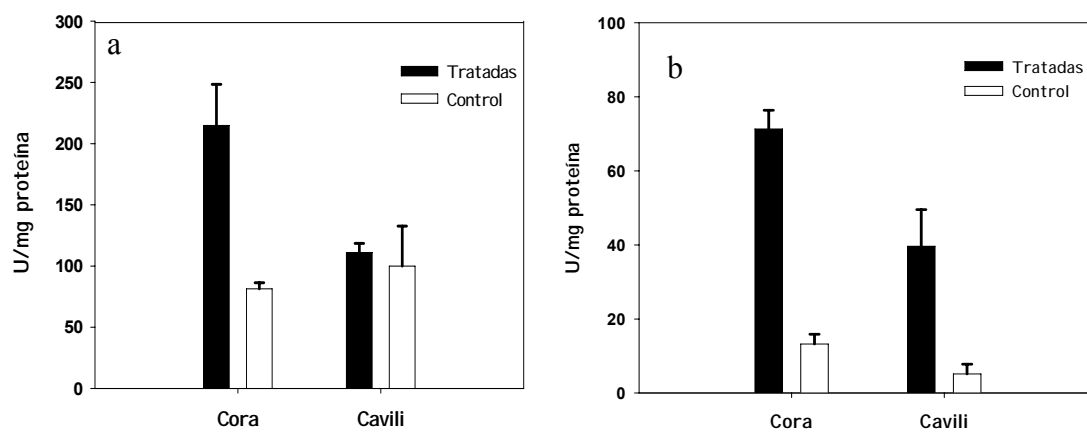 a
U/mg proteína
300
250
200
150
100
50
0
Tratadas
Control
Cora
Cavili
b
U/mg proteína
100
80
60
40
20
0
Tratadas
Control
Cora
Cavili